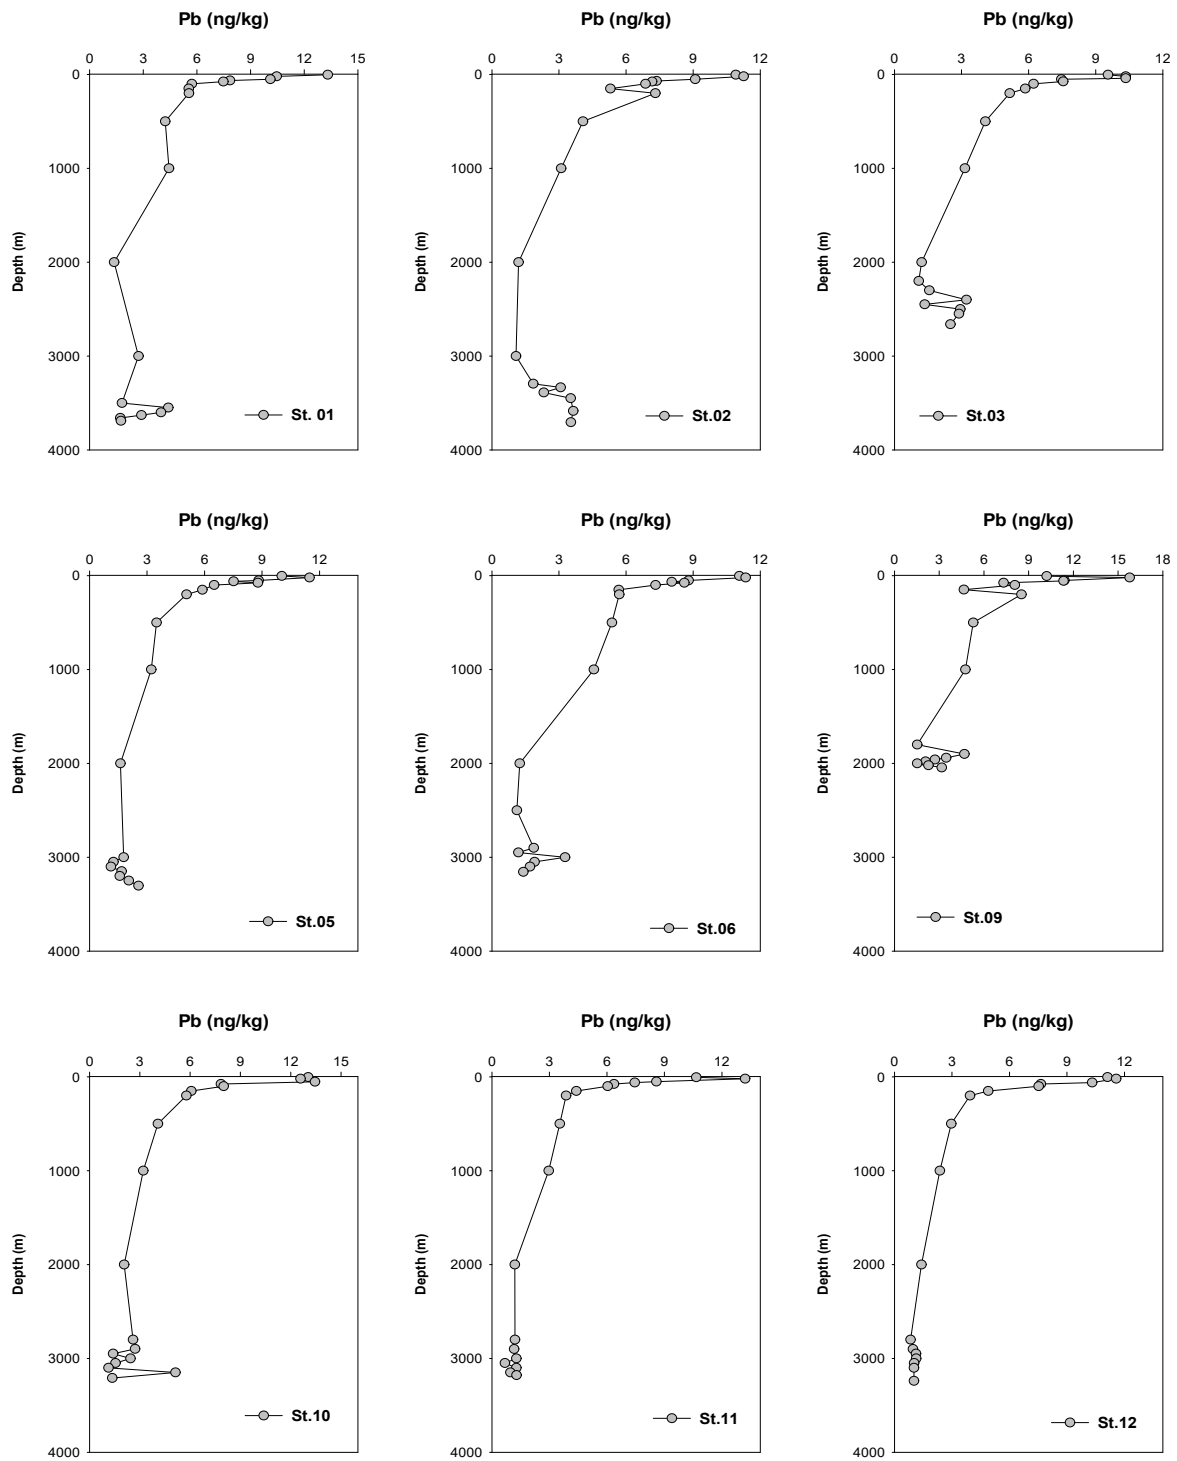 Pb (ng/kg) Pb (ng/kg) Pb (ng/kg)
0 3 6 9 12 15 0 3 6 9 12 0 3 6 9 12
0 0 0
1000 1000 1000
Depth (m) Depth (m) Depth (m)
2000 2000 2000
3000 3000 3000
St. 01 St.02 St.03
4000 4000 4000
Pb (ng/kg) Pb (ng/kg) Pb (ng/kg)
0 3 6 9 12 0 3 6 9 12 0 3 6 9 12 15 18
0 0 0
1000 1000 1000
Depth (m) Depth (m) Depth (m)
2000 2000 2000
3000 3000 3000
St.05 St.06 St.09
4000 4000 4000
Pb (ng/kg) Pb (ng/kg) Pb (ng/kg)
0 3 6 9 12 15 0 3 6 9 12 0 3 6 9 12
0 0 0
1000 1000 1000
Depth (m) Depth (m) Depth (m)
2000 2000 2000
3000 3000 3000
St.10 St.11 St.12
4000 4000 4000